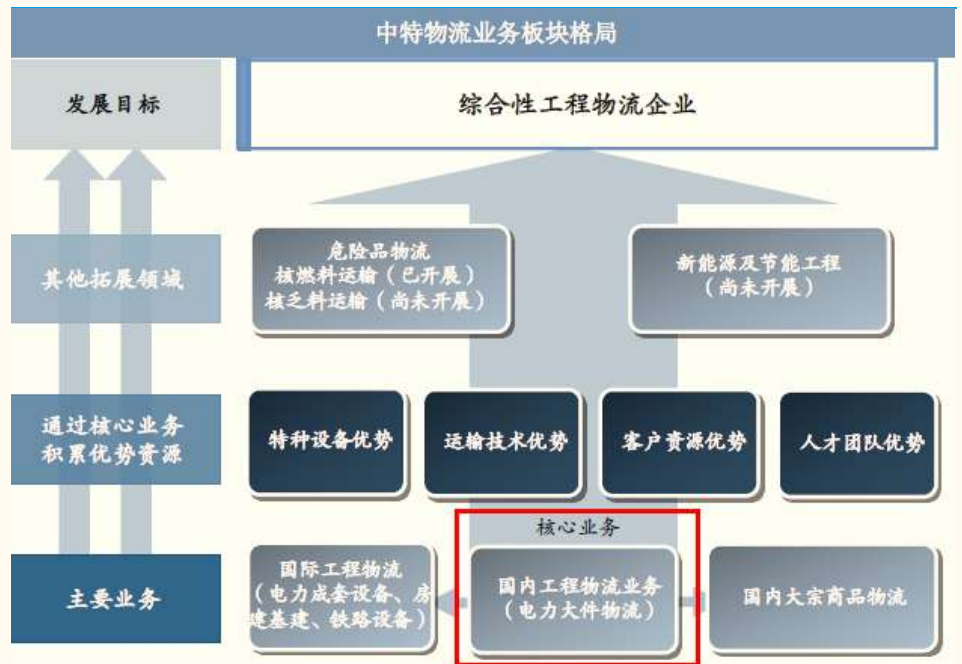 中特物流业务板块格局
发展目标
综合性工程物流企业
其他拓展领域
危险品物流
核燃料运输（已开展）
核乏料运输（尚未开展）
新能源及节能工程
（尚未开展）
通过核心业务
积累优势资源
特种设备优势
运输技术优势
客户资源优势
人才团队优势
核心业务
主要业务
国际工程物流
（电力成套设备、房
建基建、铁路设备）
国内工程物流业务
（电力大件物流）
国内大宗商品物流